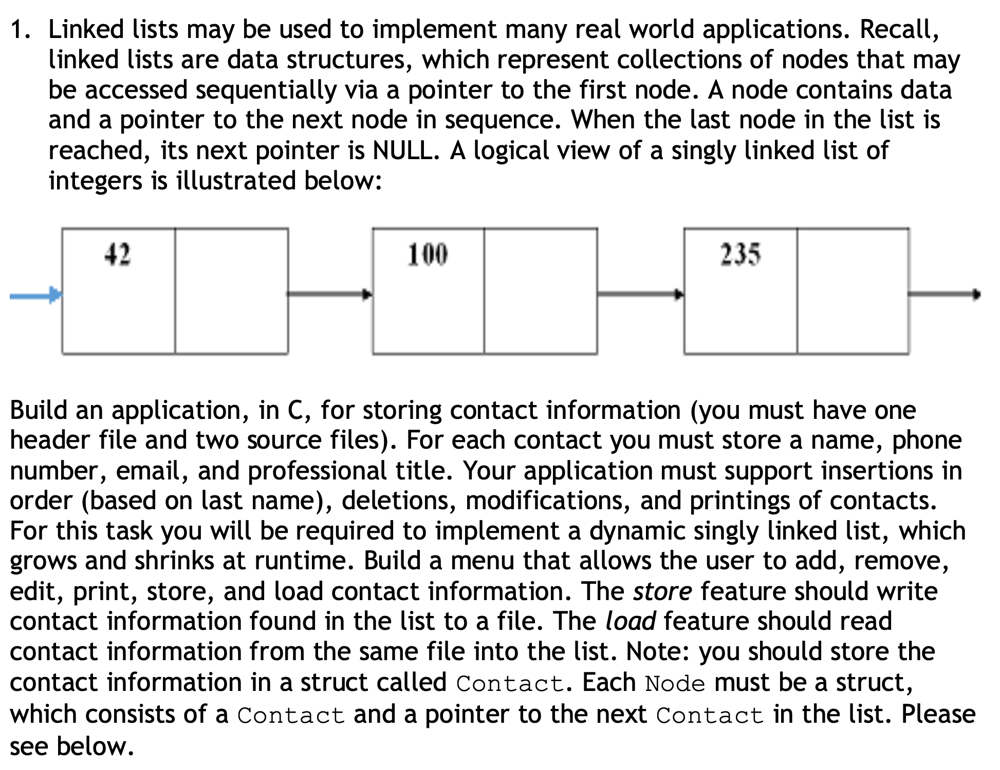 1. Linked lists may be used to implement many real world applications. Recall,
linked lists are data structures, which represent collections of nodes that may
be accessed sequentially via a pointer to the first node. A node contains data
and a pointer to the next node in sequence. When the last node in the list is
reached, its next pointer is NULL. A logical view of a singly linked list of
integers is illustrated below:
42 100 235
Build an application, in C, for storing contact information (you must have one
header file and two source files). For each contact you must store a name, phone
number, email, and professional title. Your application must support insertions in
order (based on last name), deletions, modifications, and printings of contacts.
For this task you will be required to implement a dynamic singly linked list, which
grows and shrinks at runtime. Build a menu that allows the user to add, remove,
edit, print, store, and load contact information. The store feature should write
contact information found in the list to a file. The load feature should read
contact information from the same file into the list. Note: you should store the
contact information in a struct called Contact. Each Node must be a struct,
which consists of a Contact and a pointer to the next Contact in the list. Please
see below.